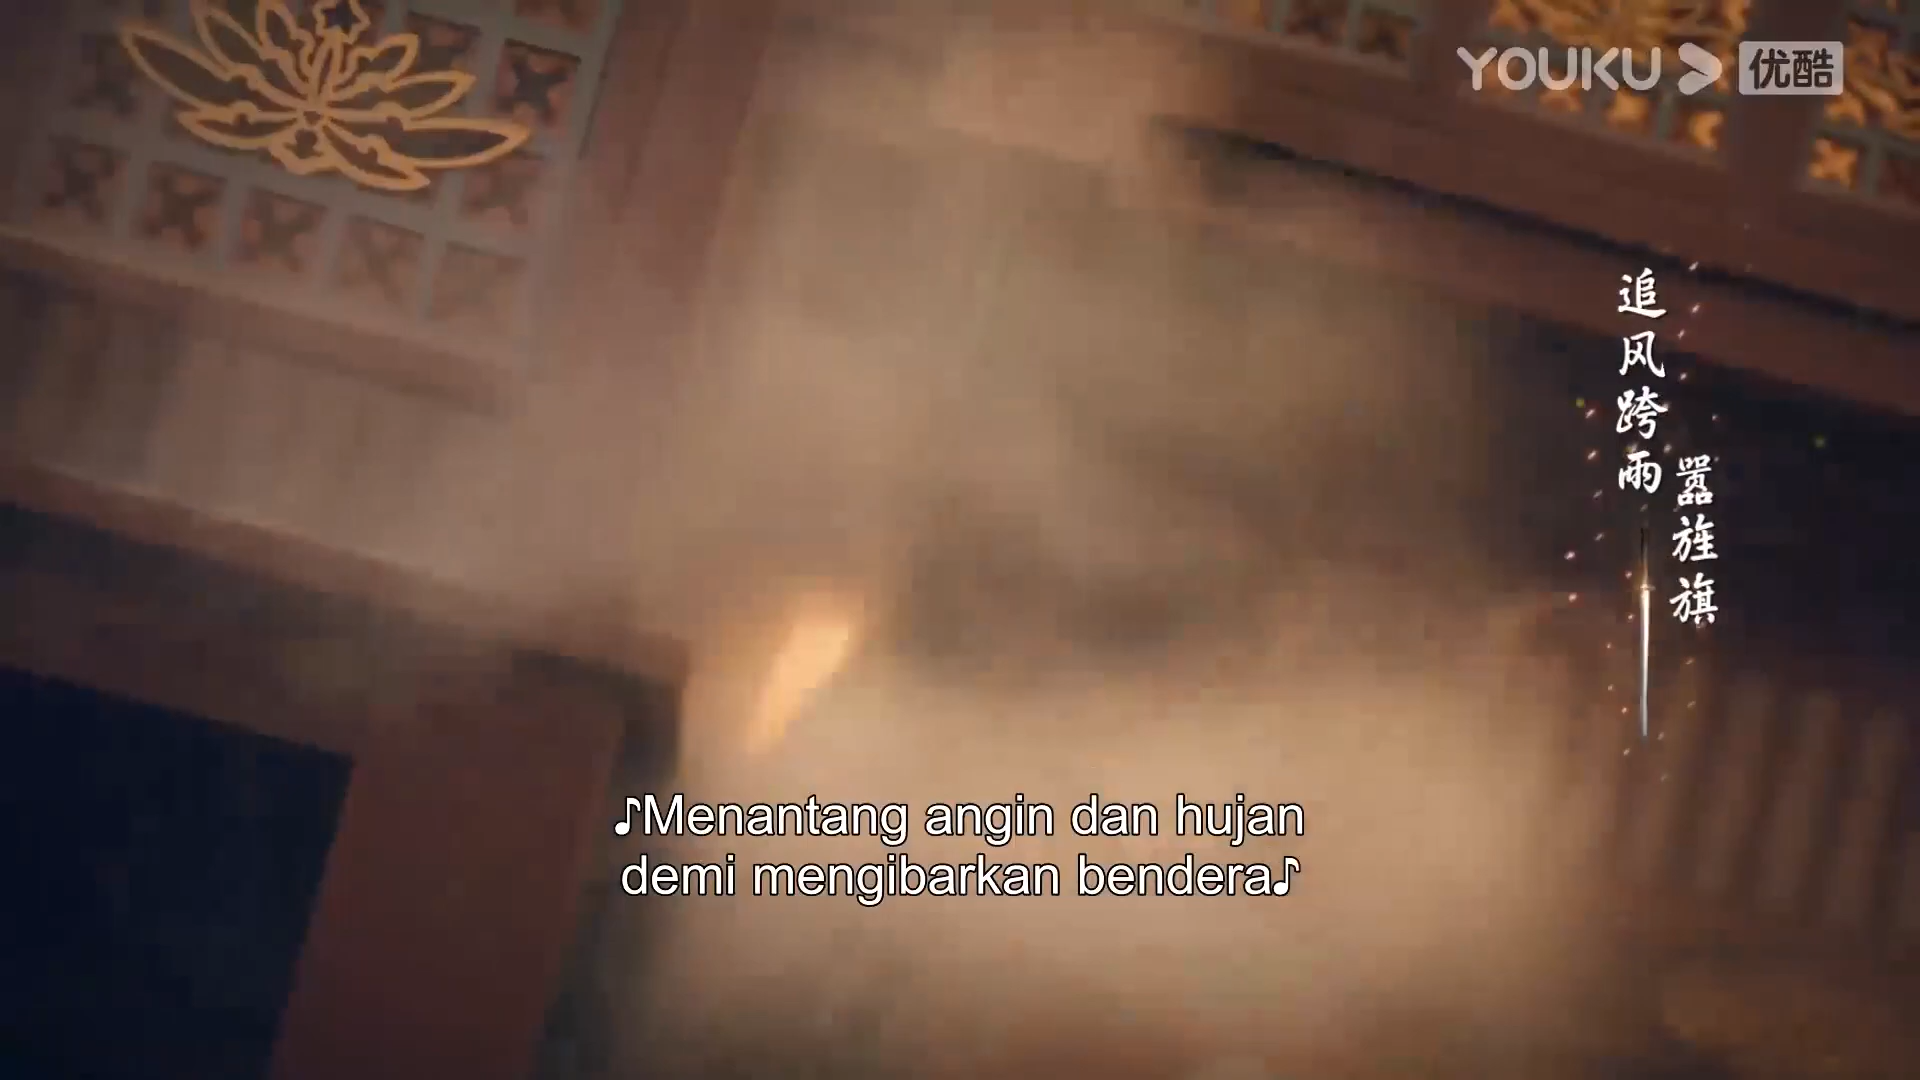 YOUKU 优酷
追风跨雨
嚣旌旗
♪Menantang angin dan hujan
demi mengibarkan bendera♪